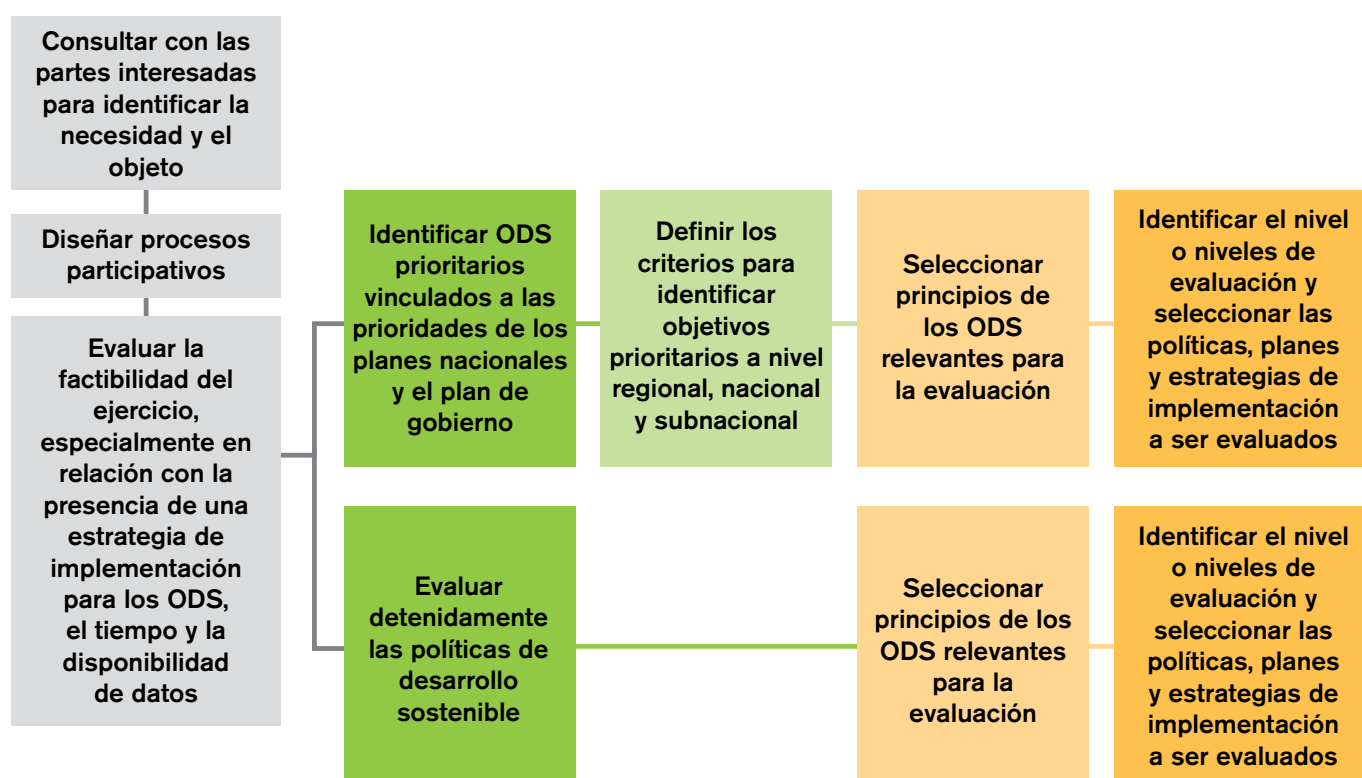 Consultar con las
partes interesadas
para identificar la
necesidad y el
objeto
Diseñar procesos
participativos
Evaluar la
factibilidad del
ejercicio,
especialmente en
relación con la
presencia de una
estrategia de
implementación
para los ODS,
el tiempo y la
disponibilidad
de datos
Identificar ODS
prioritarios
vinculados a las
prioridades de los
planes nacionales
y el plan de
gobierno
Definir los
criterios para
identificar
objetivos
prioritarios a nivel
regional, nacional
y subnacional
Seleccionar
principios de
los ODS
relevantes para
la evaluación
Identificar el nivel
o niveles de
evaluación y
seleccionar las
políticas, planes
y estrategias de
implementación
a ser evaluados
Evaluar
detenidamente
las políticas de
desarrollo
sostenible
Seleccionar
principios de los
ODS relevantes
para la
evaluación
Identificar el nivel
o niveles de
evaluación y
seleccionar las
políticas, planes
y estrategias de
implementación
a ser evaluados